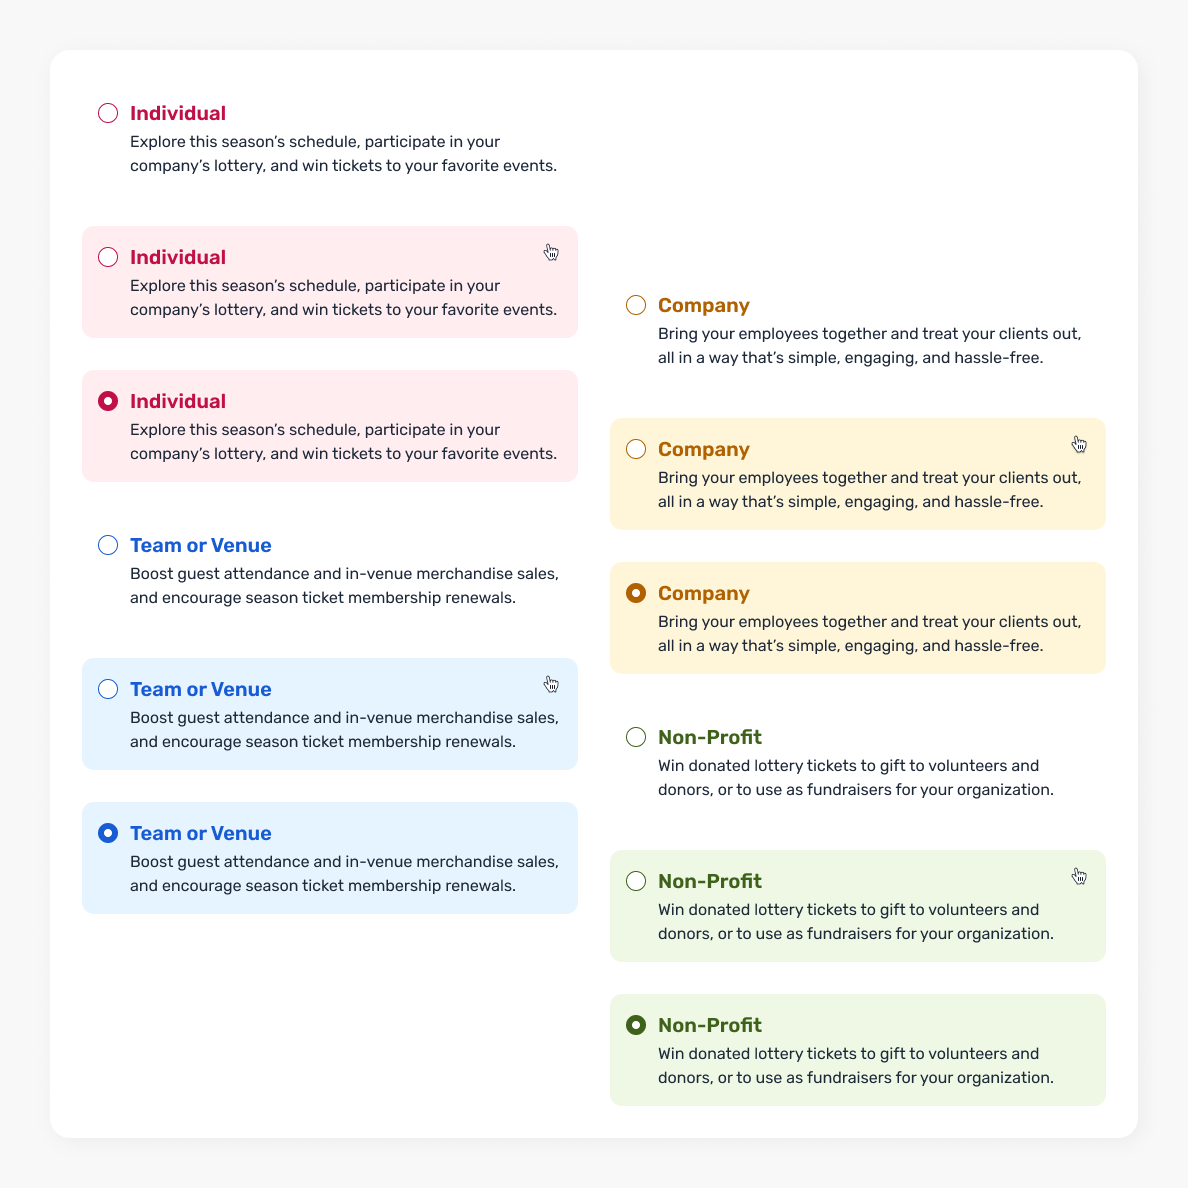 Individual
Explore this season’s schedule, participate in your
company’s lottery, and win tickets to your favorite events.
Individual
Explore this season’s schedule, participate in your
company’s lottery, and win tickets to your favorite events.
Individual
Explore this season’s schedule, participate in your
company’s lottery, and win tickets to your favorite events.
Team or Venue
Boost guest attendance and in-venue merchandise sales,
and encourage season ticket membership renewals.
Team or Venue
Boost guest attendance and in-venue merchandise sales,
and encourage season ticket membership renewals.
Team or Venue
Boost guest attendance and in-venue merchandise sales,
and encourage season ticket membership renewals.
Company
Bring your employees together and treat your clients out,
all in a way that’s simple, engaging, and hassle-free.
Company
Bring your employees together and treat your clients out,
all in a way that’s simple, engaging, and hassle-free.
Company
Bring your employees together and treat your clients out,
all in a way that’s simple, engaging, and hassle-free.
Non-Profit
Win donated lottery tickets to gift to volunteers and
donors, or to use as fundraisers for your organization.
Non-Profit
Win donated lottery tickets to gift to volunteers and
donors, or to use as fundraisers for your organization.
Non-Profit
Win donated lottery tickets to gift to volunteers and
donors, or to use as fundraisers for your organization.